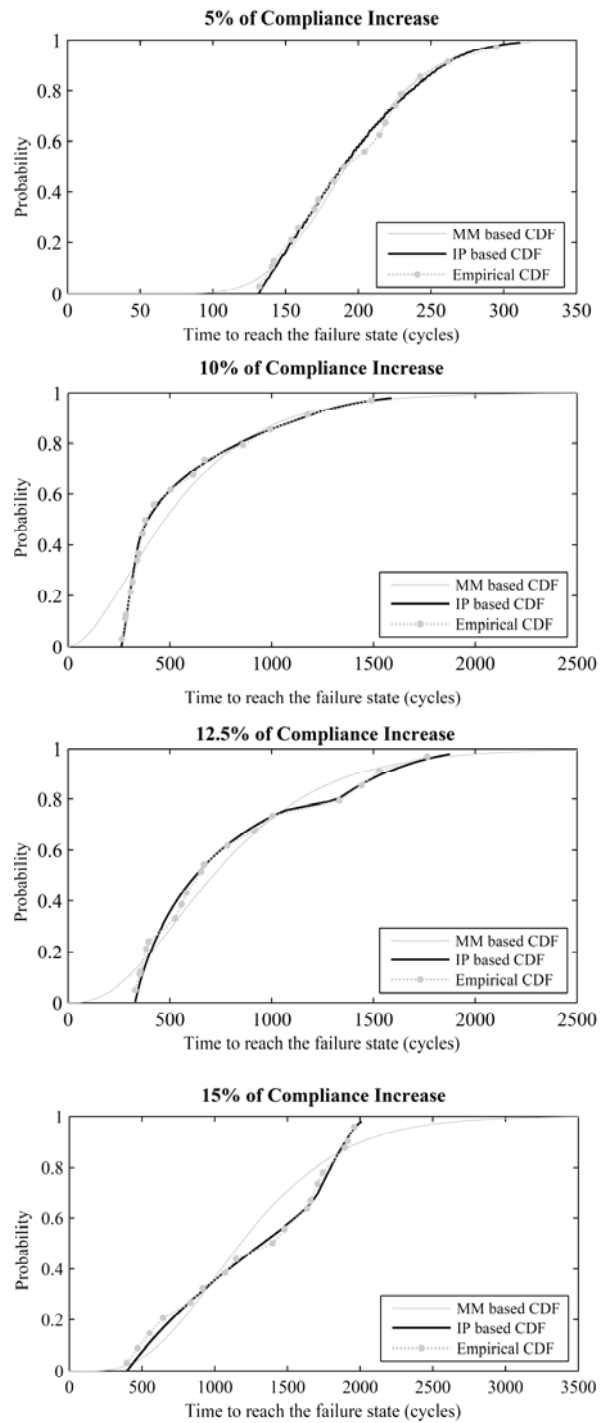 5% of Compliance Increase
1
0.8
0.6
0.4
0.2
0
Probability
MM based CDF
IP based CDF
Empirical CDF
0 50 100 150 200 250 300 350
Time to reach the failure state (cycles)
10% of Compliance Increase
1
0.8
0.6
0.4
0.2
0
Probability
MM based CDF
IP based CDF
Empirical CDF
0 500 1000 1500 2000 2500
Time to reach the failure state (cycles)
12.5% of Compliance Increase
1
0.8
0.6
0.4
0.2
0
Probability
MM based CDF
IP based CDF
Empirical CDF
0 500 1000 1500 2000 2500
Time to reach the failure state (cycles)
15% of Compliance Increase
1
0.8
0.6
0.4
0.2
0
Probability
MM based CDF
IP based CDF
Empirical CDF
0 500 1000 1500 2000 2500 3000 3500
Time to reach the failure state (cycles)